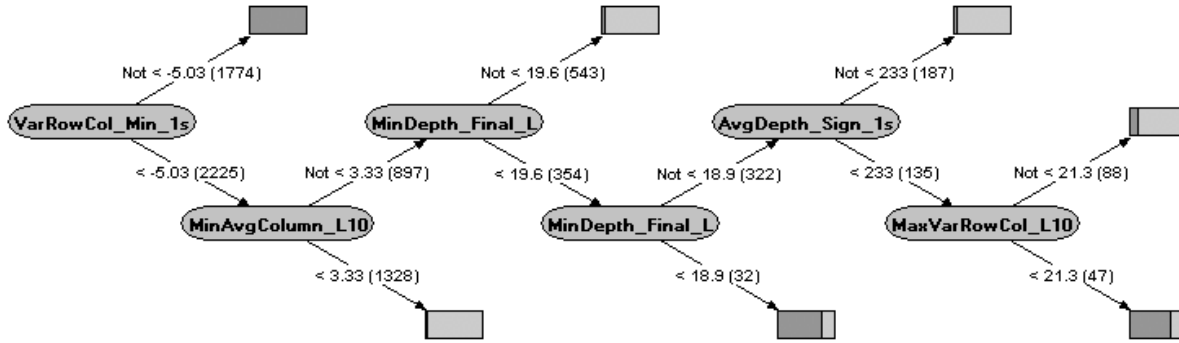 Not < -5.03 (1774)
Not < 19.6 (543)
Not < 233 (187)
VarRowCol_Min_1s
MinDepth_Final_L
AvgDepth_Sign_1s
< -5.03 (2225)
Not < 3.33 (897)
< 19.6 (354)
Not < 18.9 (322)
< 233 (135)
Not < 21.3 (88)
MinAvgColumn_L10
MinDepth_Final_L
MaxVarRowCol_L10
< 3.33 (1328)
< 18.9 (32)
< 21.3 (47)